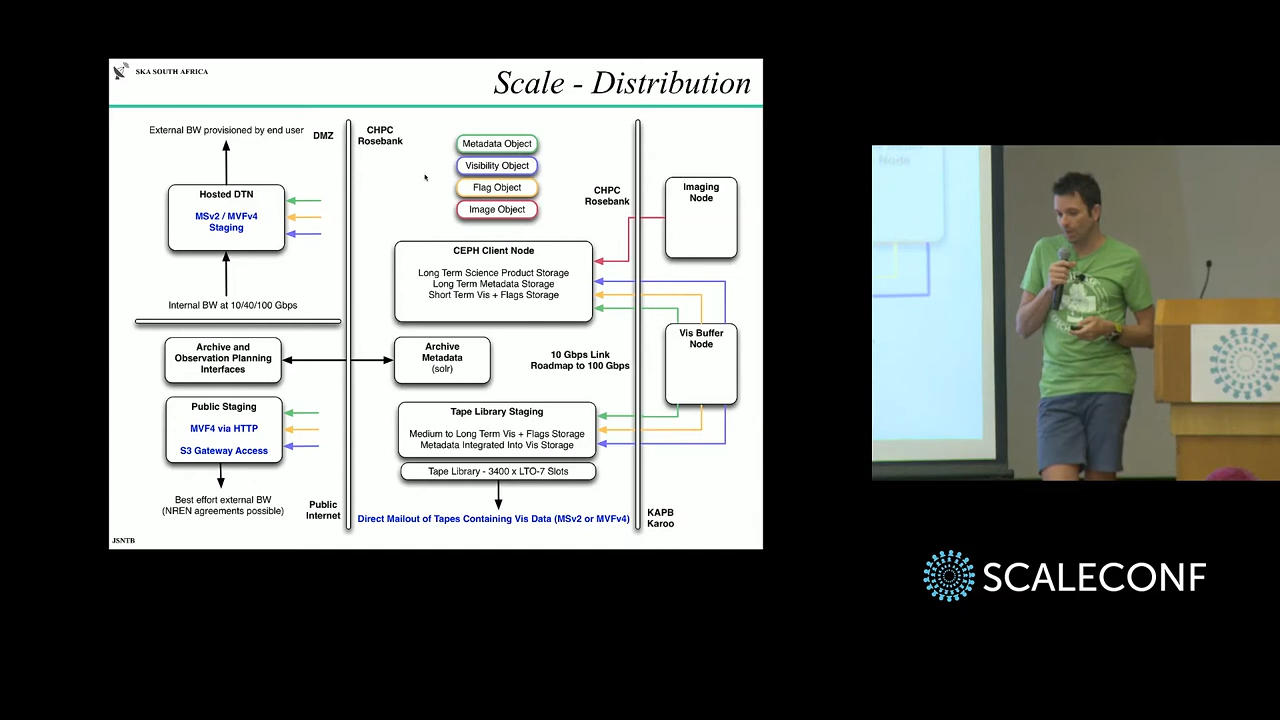 SKA SOUTH AFRICA
Scale - Distribution
External BW provisioned by end user
DMZ
CHPC
Rosebank
Metadata Object
Visibility Object
Flag Object
Image Object
CHPC
Rosebank
Imaging
Node
Hosted DTN
MSv2 / MVFv4
Staging
CEPH Client Node
Long Term Science Product Storage
Long Term Metadata Storage
Short Term Vis + Flags Storage
Internal BW at 10/40/100 Gbps
Vis Buffer
Node
Archive and
Observation Planning
Interfaces
Archive
Metadata
(solr)
10 Gbps Link
Roadmap to 100 Gbps
Public Staging
MVF4 via HTTP
S3 Gateway Access
Tape Library Staging
Medium to Long Term Vis + Flags Storage
Metadata Integrated Into Vis Storage
Tape Library - 3400 x LTO-7 Slots
Best effort external BW
(NREN agreements possible)
Public
Internet
Direct Mailout of Tapes Containing Vis Data (MSv2 or MVFv4)
KAPB
Karoo
JSNTB
Node
SCALECONF